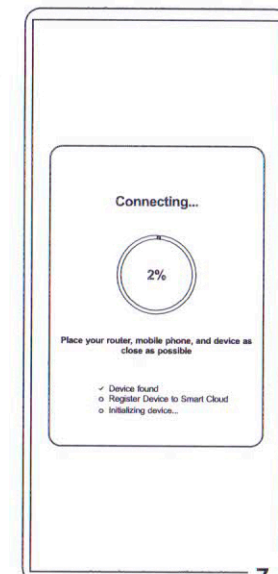 Connecting...
2%
Place your router, mobile phone, and device as
close as possible
✓ Device found
o Register Device to Smart Cloud
o Initializing device...
7